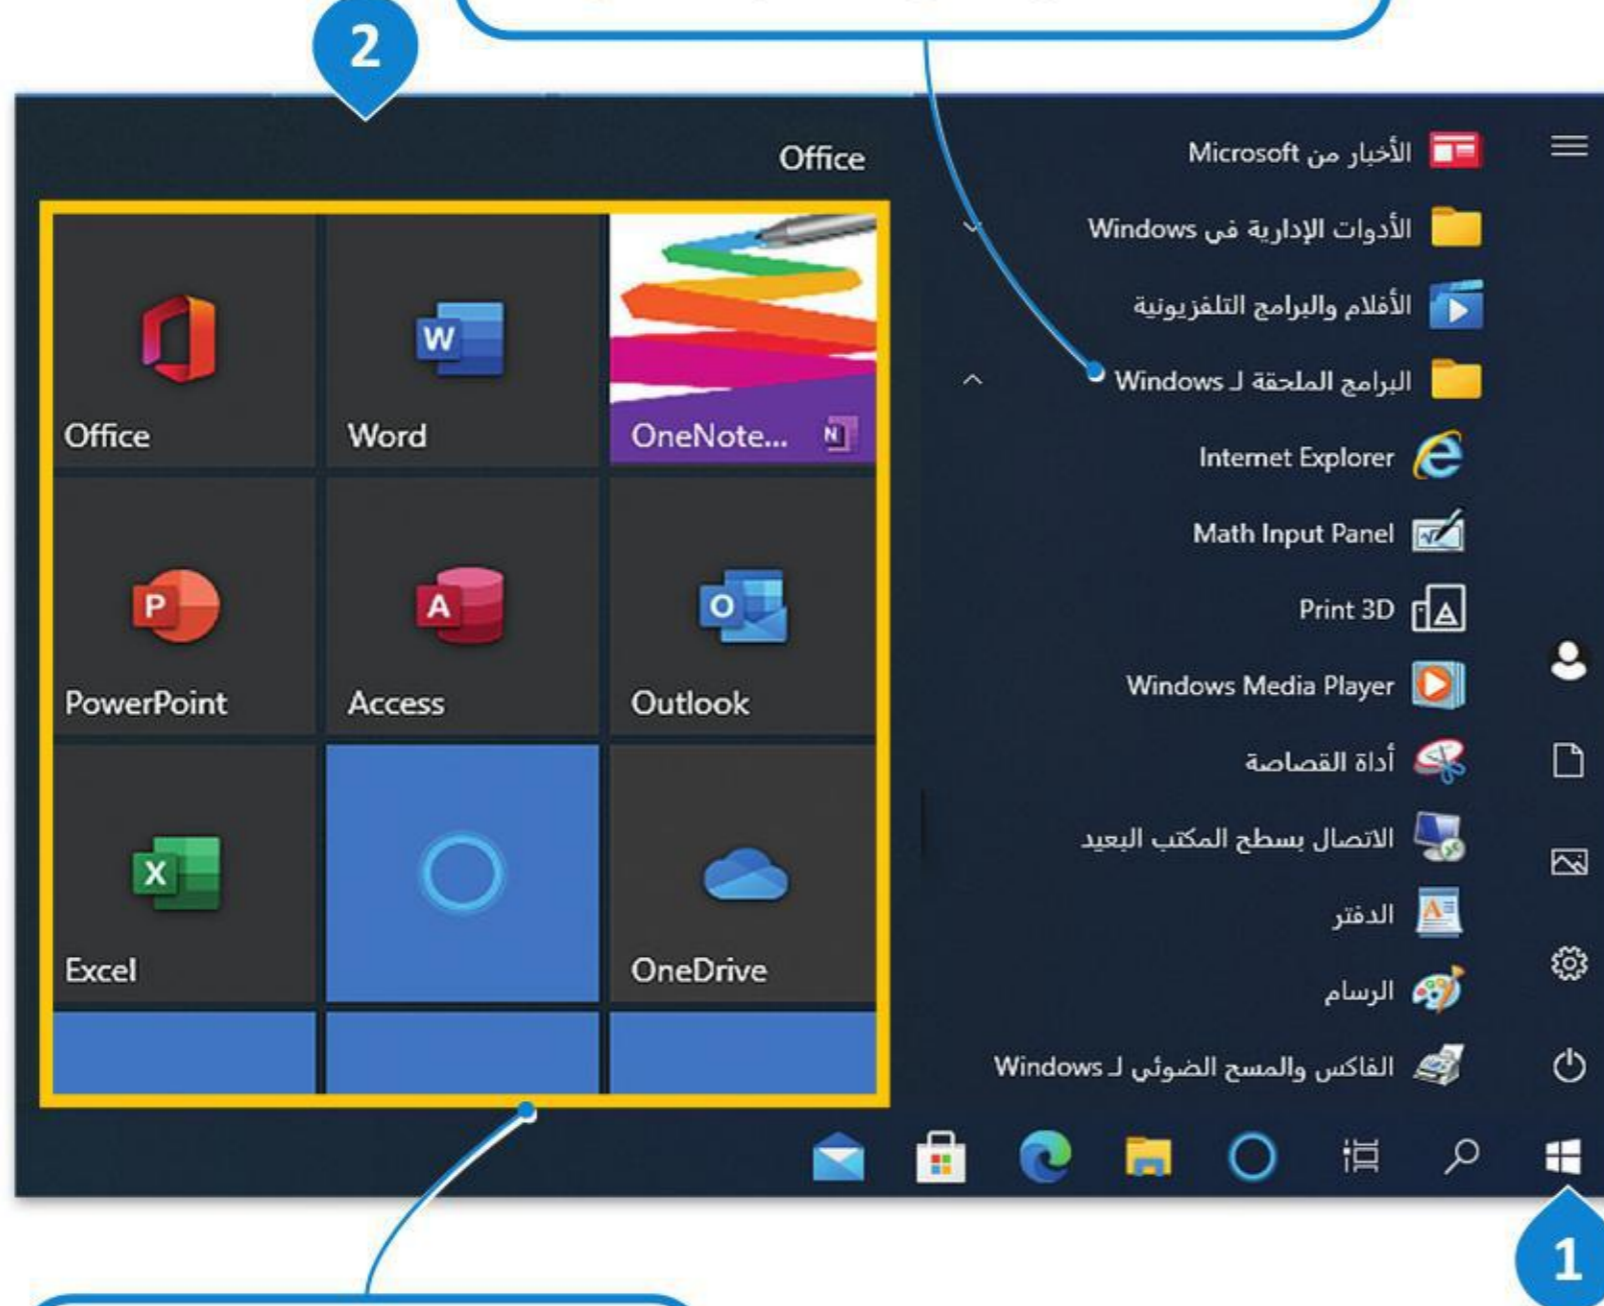 2
Office
Office
Word
OneNote...
PowerPoint
Access
Outlook
Excel
OneDrive
الأخبار من Microsoft
الأدوات الإدارية في Windows
الأفلام والبرامج التلفزيونية
البرامج الملحقة لـ Windows
Internet Explorer
Math Input Panel
Print 3D
Windows Media Player
أداة القصاصة
الاتصال بسطح المكتب البعيد
الدفتر
الرسام
الفاكس والمسح الضوئي لـ Windows
1